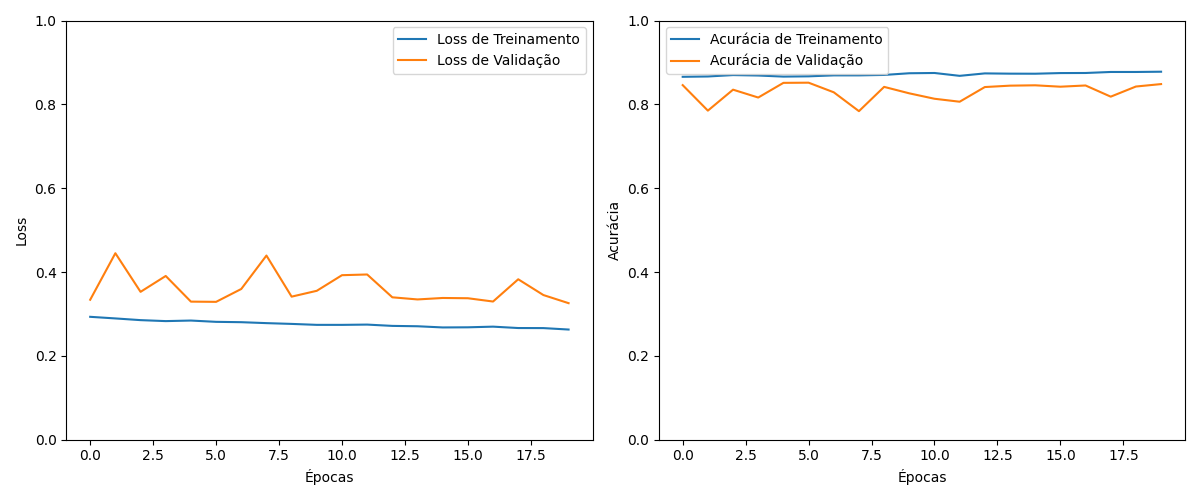 Loss de Treinamento
Loss de Validação
1.0
0.8
0.6
0.4
0.2
0.0
Loss
0.0 2.5 5.0 7.5 10.0 12.5 15.0 17.5
Épocas
Acurácia de Treinamento
Acurácia de Validação
1.0
0.8
0.6
0.4
0.2
0.0
Acurácia
0.0 2.5 5.0 7.5 10.0 12.5 15.0 17.5
Épocas